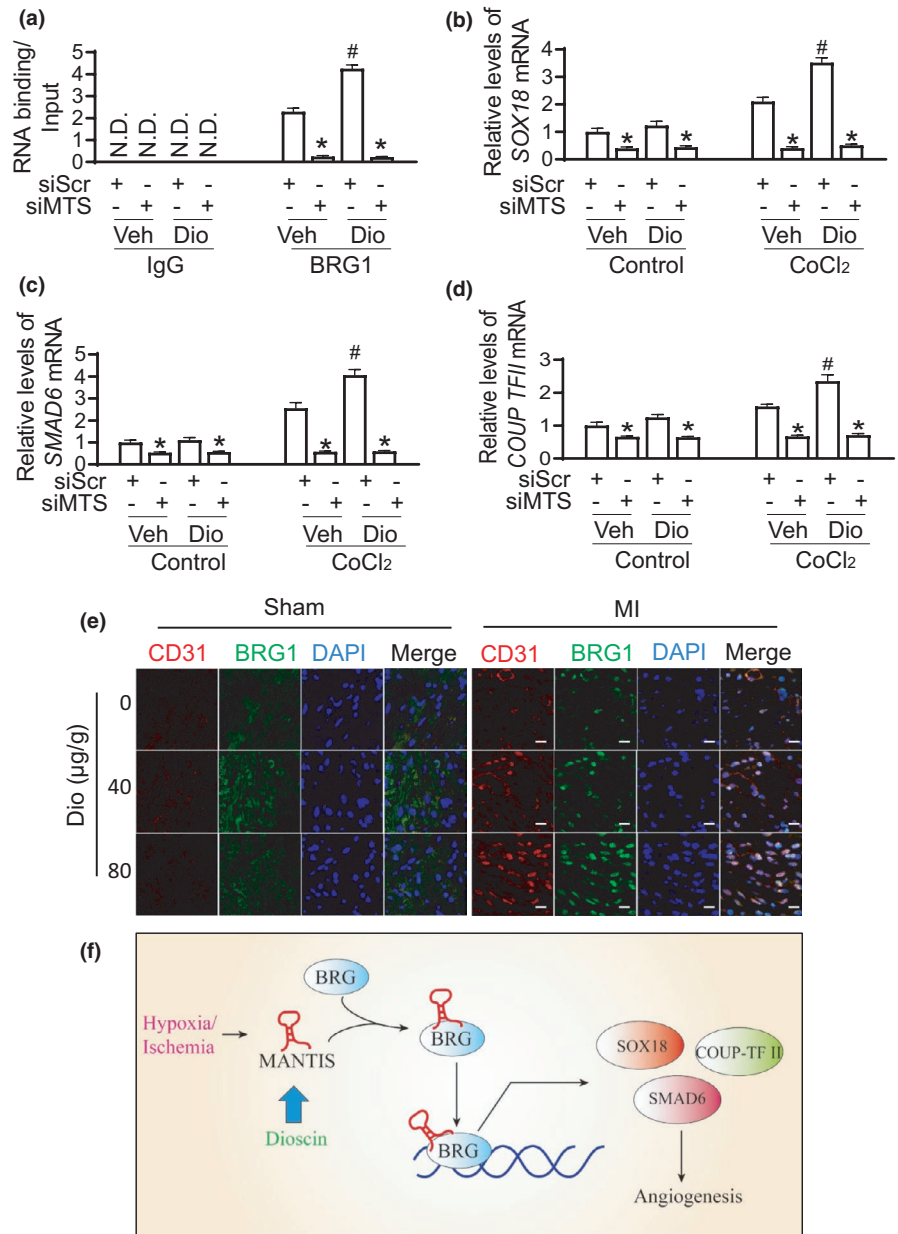 (a)
RNA binding/
Input
5
4
3
2
1
0
N.D. N.D. N.D. N.D.
* # *
siScr + - + - + - + -
siMTS - + - + - + - +
Veh Dio Veh Dio
IgG BRG1
(b)
Relative levels of
SOX18 mRNA
4
3
2
1
0
* * * # *
siScr + - + - + - + -
siMTS - + - + - + - +
Veh Dio Veh Dio
Control CoCl2
(c)
Relative levels of
SMAD6 mRNA
5
4
3
2
1
0
* * * # *
siScr + - + - + - + -
siMTS - + - + - + - +
Veh Dio Veh Dio
Control CoCl2
(d)
Relative levels of
COUP TFII mRNA
3
2
1
0
* * * # *
siScr + - + - + - + -
siMTS - + - + - + - +
Veh Dio Veh Dio
Control CoCl2
(e)
Sham MI
CD31 BRG1 DAPI Merge CD31 BRG1 DAPI Merge
Dio (µg/g)
0
40
80
(f)
BRG
Hypoxia/
Ischemia
MANTIS
Dioscin
BRG
BRG
SOX18
COUP-TF II
SMAD6
Angiogenesis